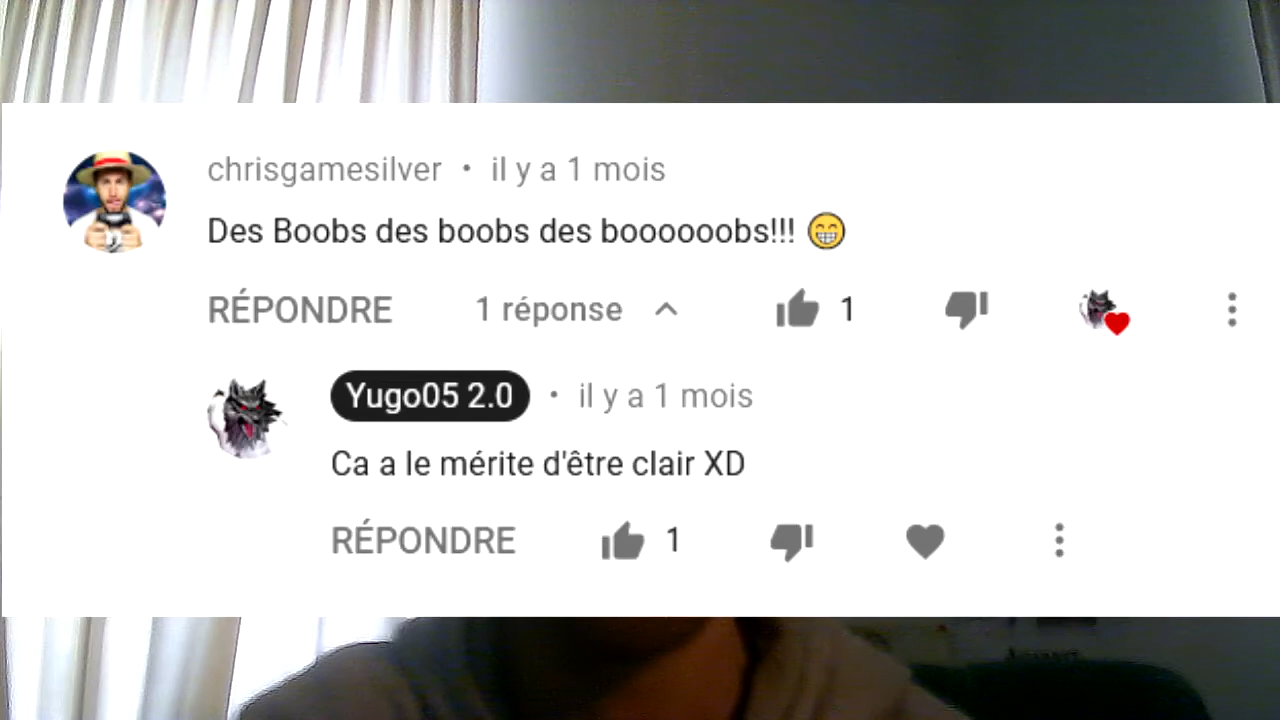 chrisgamesilver • il y a 1 mois
Des Boobs des boobs des boooooobs!!! 😁
RÉPONDRE 1 réponse 1
Yugo05 2.0 • il y a 1 mois
Ca a le mérite d'être clair XD
RÉPONDRE 1